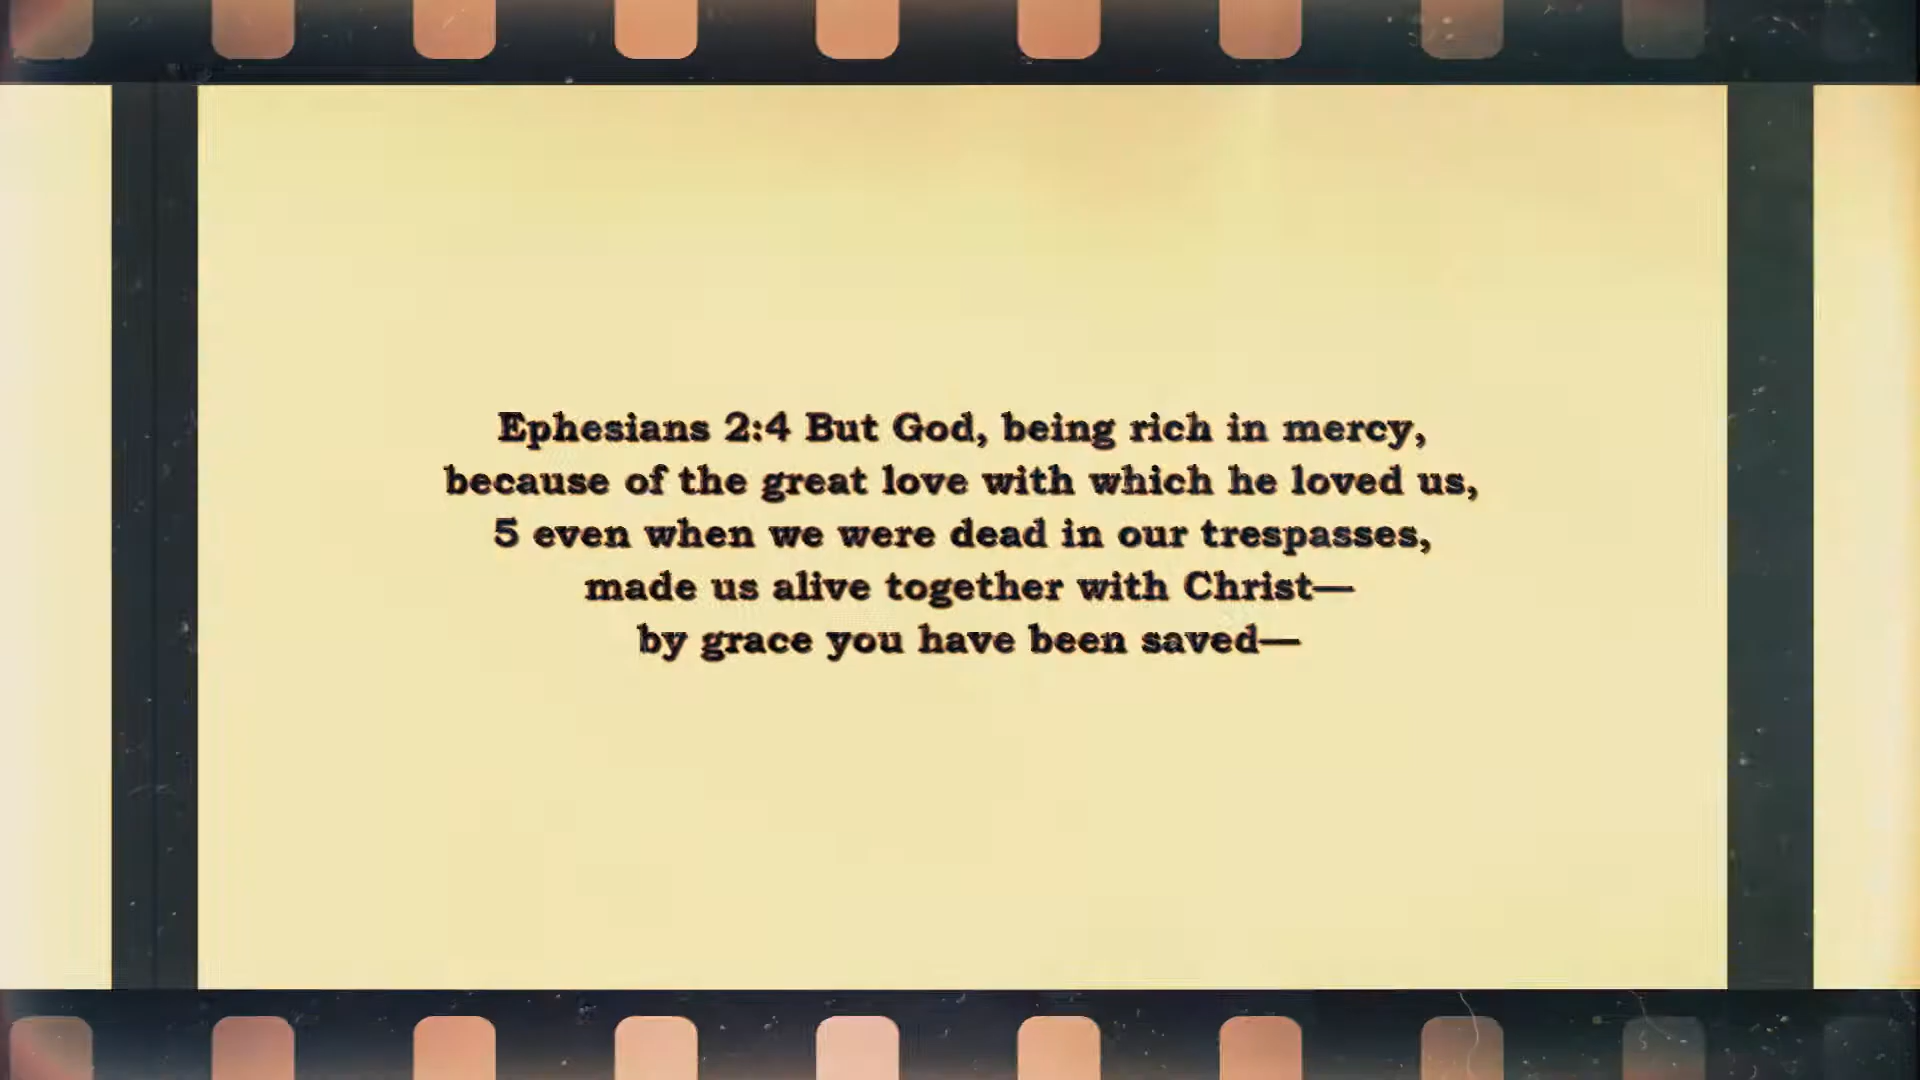 Ephesians 2:4 But God, being rich in mercy,
because of the great love with which he loved us,
5 even when we were dead in our trespasses,
made us alive together with Christ—
by grace you have been saved—